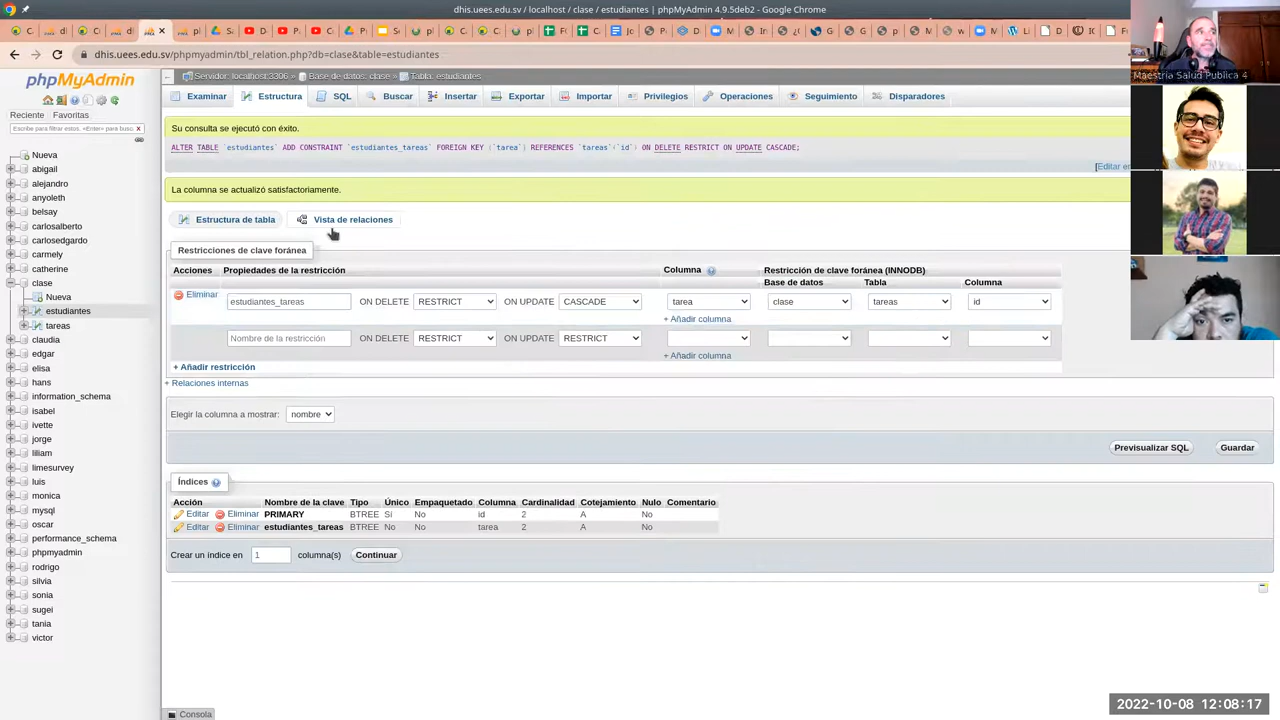 dhis.uees.edu.sv / localhost / clase / estudiantes | phpMyAdmin 4.9.5deb2 - Google Chrome
dhis.uees.edu.sv/phpmyadmin/tbl_relation.php?db=clase&table=estudiantes
phpMyAdmin
Reciente Favoritas
Nueva
abigail
alejandro
anyoleth
belsay
carlosalberto
carlosedgardo
carmely
catherine
clase
Nueva
estudiantes
tareas
claudia
edgar
elisa
hans
information_schema
isabel
ivette
jorge
liliam
limesurvey
luis
monica
mysql
oscar
performance_schema
phpmyadmin
rodrigo
silvia
sonia
sugei
tania
victor
Servidor: localhost:3306 » Base de datos: clase » Tabla: estudiantes
Examinar Estructura SQL Buscar Insertar Exportar Importar Privilegios Operaciones Seguimiento Disparadores
Su consulta se ejecutó con éxito.
ALTER TABLE `estudiantes` ADD CONSTRAINT `estudiantes_tareas` FOREIGN KEY (`tarea`) REFERENCES `tareas`(`id`) ON DELETE RESTRICT ON UPDATE CASCADE;
[Editar en
La columna se actualizó satisfactoriamente.
Estructura de tabla Vista de relaciones
Restricciones de clave foránea
Acciones Propiedades de la restricción Columna Restricción de clave foránea (INNODB)
Base de datos Tabla Columna
Eliminar estudiantes_tareas ON DELETE RESTRICT ON UPDATE CASCADE tarea clase tareas id
+ Añadir columna
Nombre de la restricción ON DELETE RESTRICT ON UPDATE RESTRICT
+ Añadir columna
+ Añadir restricción
+ Relaciones internas
Elegir la columna a mostrar: nombre
Previsualizar SQL Guardar
Índices
Acción Nombre de la clave Tipo Único Empaquetado Columna Cardinalidad Cotejamiento Nulo Comentario
Editar Eliminar PRIMARY BTREE Sí No id 2 A No
Editar Eliminar estudiantes_tareas BTREE No No tarea 2 A No
Crear un índice en 1 columna(s) Continuar
Consola
Maestria Salud Publica 4
2022-10-08 12:08:17